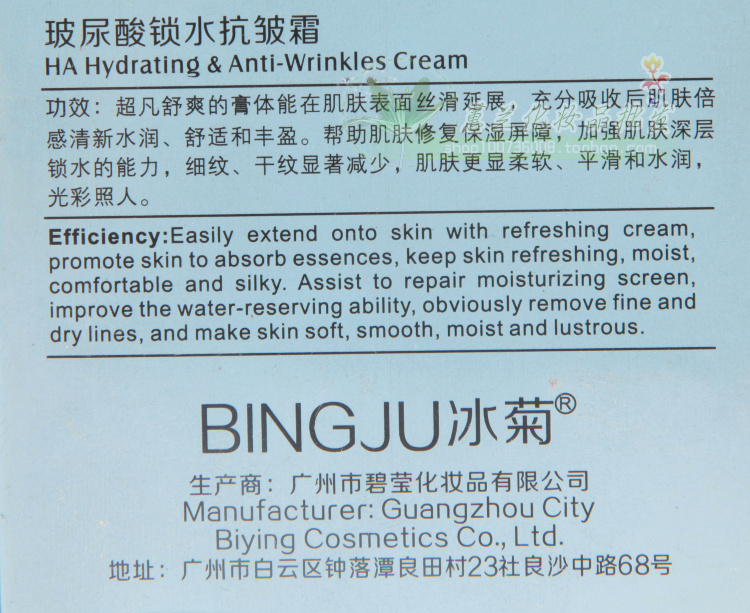 玻尿酸锁水抗皱霜
HA Hydrating & Anti-Wrinkles Cream
功效：超凡舒爽的膏体能在肌肤表面丝滑延展，充分吸收后肌肤倍
感清新水润、舒适和丰盈。帮助肌肤修复保湿屏障，加强肌肤深层
锁水的能力，细纹、干纹显著减少，肌肤更显柔软、平滑和水润，
光彩照人。
Efficiency:Easily extend onto skin with refreshing cream,
promote skin to absorb essences, keep skin refreshing, moist,
comfortable and silky. Assist to repair moisturizing screen,
improve the water-reserving ability, obviously remove fine and
dry lines, and make skin soft, smooth, moist and lustrous.
BINGJU冰菊®
生产商：广州市碧莹化妆品有限公司
Manufacturer: Guangzhou City
Biying Cosmetics Co., Ltd.
地址：广州市白云区钟落潭良田村23社良沙中路68号